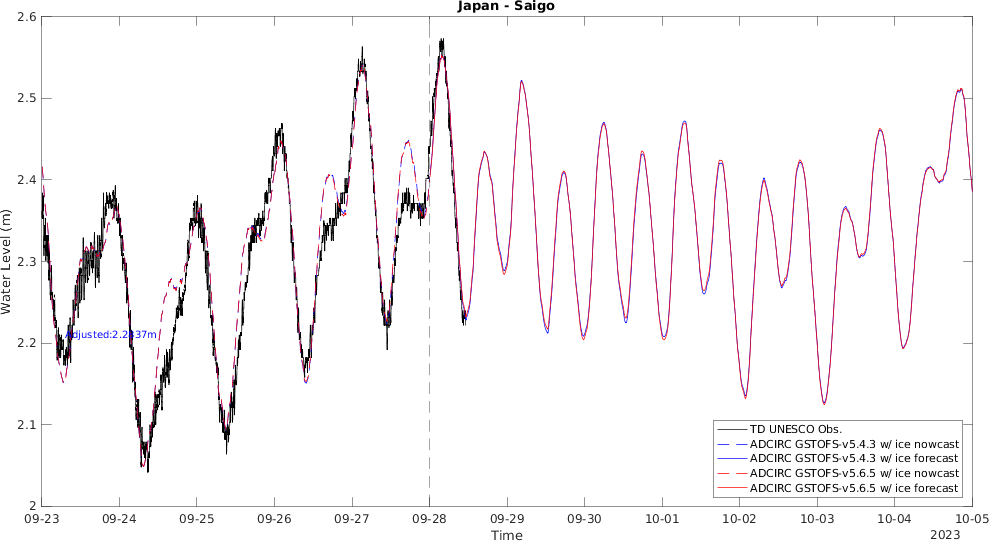 Japan - Saigo
2.6
2.5
2.4
2.3
2.2
2.1
2
Water Level (m)
Adjusted:2.2337m
TD UNESCO Obs.
ADCIRC GSTOFS-v5.4.3 w/ ice nowcast
ADCIRC GSTOFS-v5.4.3 w/ ice forecast
ADCIRC GSTOFS-v5.6.5 w/ ice nowcast
ADCIRC GSTOFS-v5.6.5 w/ ice forecast
09-23 09-24 09-25 09-26 09-27 09-28 09-29 09-30 10-01 10-02 10-03 10-04 10-05
Time
2023